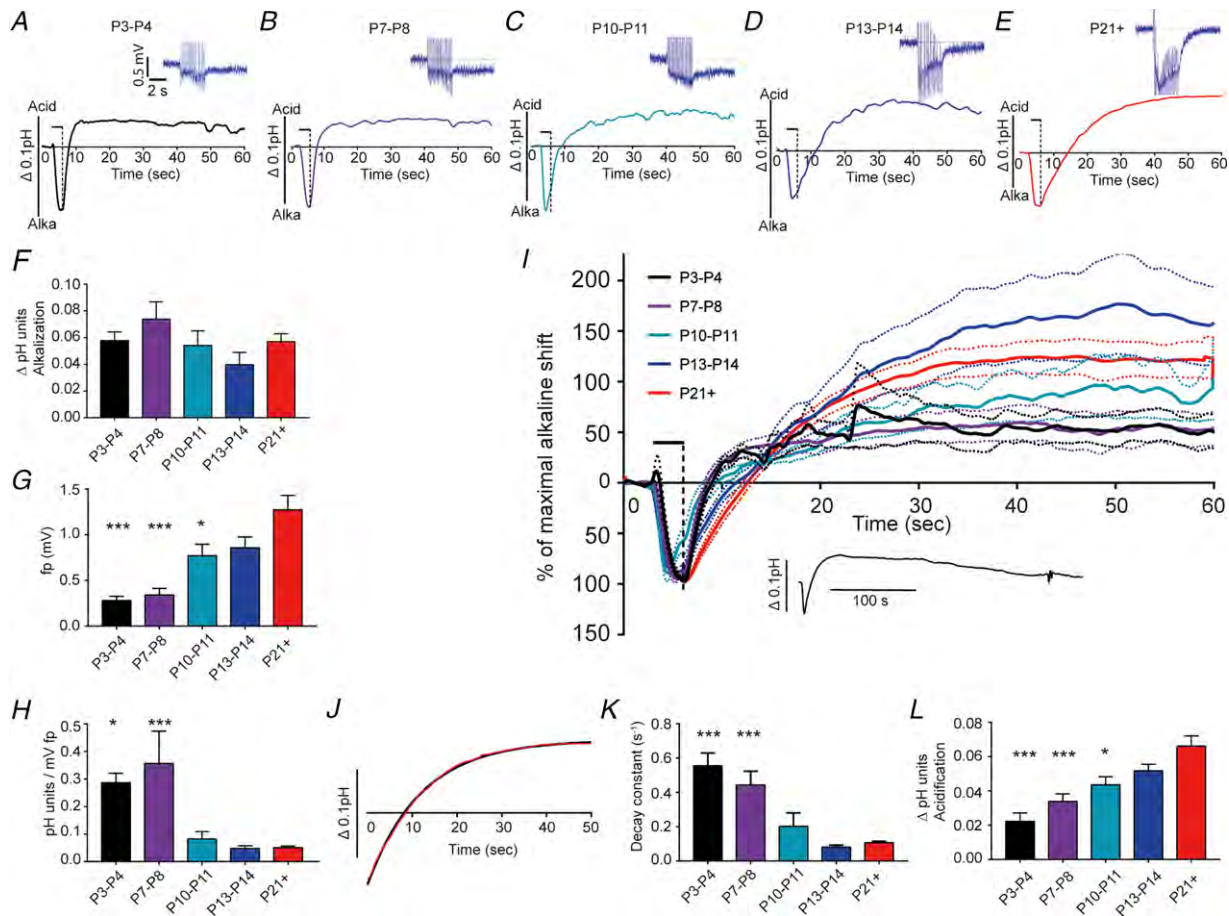 A
P3-P4
0.5 mV
2 s
Acid
Δ 0.1pH
Alka
0 10 20 30 40 50 60
Time (sec)
B
P7-P8
0 10 20 30 40 50 60
Acid
Δ 0.1pH
Alka
0 10 20 30 40 50 60
Time (sec)
C
P10-P11
0 10 20 30 40 50 60
Acid
Δ 0.1pH
Alka
0 10 20 30 40 50 60
Time (sec)
D
P13-P14
Acid
Δ 0.1pH
Alka
0 10 20 30 40 50 60
Time (sec)
E
P21+
Acid
Δ 0.1pH
Alka
0 10 20 30 40 50 60
Time (sec)
F
Δ pH units
Alkalization
0.10
0.08
0.06
0.04
0.02
0.00
P3-P4
P7-P8
P10-P11
P13-P14
P21+
G
fp (mV)
1.5
1.0
0.5
0.0
*** *** *
P3-P4
P7-P8
P10-P11
P13-P14
P21+
H
pH units / mV fp
0.5
0.4
0.3
0.2
0.1
0.0
* ***
P3-P4
P7-P8
P10-P11
P13-P14
P21+
I
% of maximal alkaline shift
200
150
100
50
0
50
100
150
P3-P4
P7-P8
P10-P11
P13-P14
P21+
0 20 40 50 60
Time (sec)
Δ 0.1pH
100 s
J
Δ 0.1pH
0 10 20 30 40 50
Time (sec)
K
Decay constant (s⁻¹)
0.8
0.6
0.4
0.2
0.0
*** ***
P3-P4
P7-P8
P10-P11
P13-P14
P21+
L
Δ pH units
Acidification
0.08
0.06
0.04
0.02
0.00
*** *** *
P3-P4
P7-P8
P10-P11
P13-P14
P21+